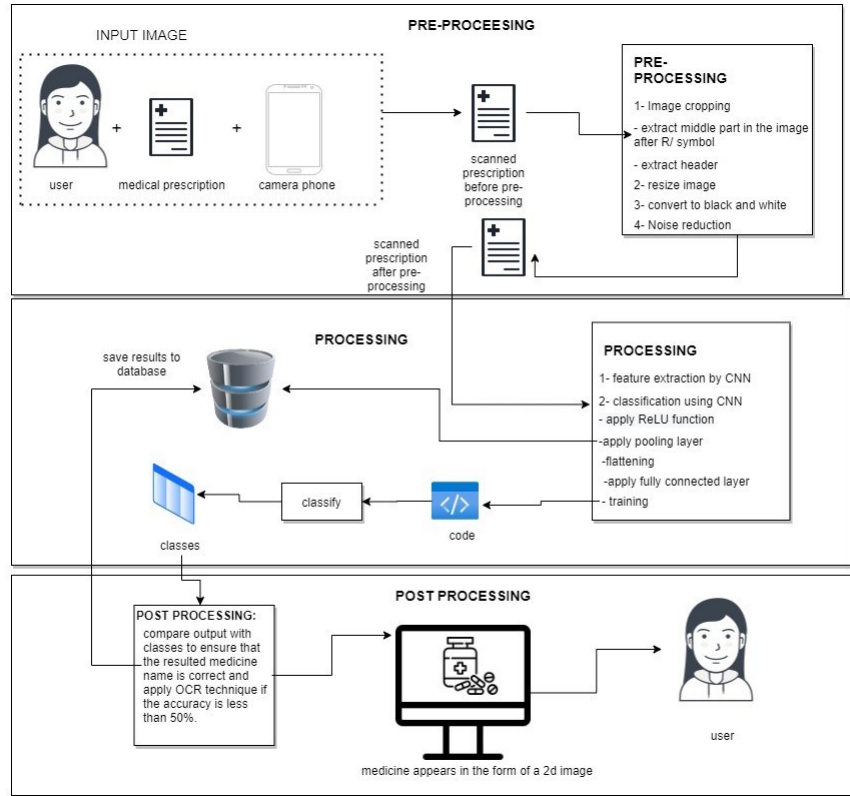 PRE-PROCEESING
INPUT IMAGE
user
+
medical prescription
+
camera phone
scanned
prescription
before pre-
processing
PRE-
PROCESSING
1- Image cropping
- extract middle part in the image
after R/ symbol
- extract header
2- resize image
3- convert to black and white
4- Noise reduction
scanned
prescription
after pre-
processing
PROCESSING
save results to
database
PROCESSING
1- feature extraction by CNN
2- classification using CNN
- apply ReLU function
-apply pooling layer
-flattening
-apply fully connected layer
- training
</>
code
classify
classes
POST PROCESSING
POST PROCESSING:
compare output with
classes to ensure that
the resulted medicine
name is correct and
apply OCR technique if
the accuracy is less
than 50%.
medicine appears in the form of a 2d image
user